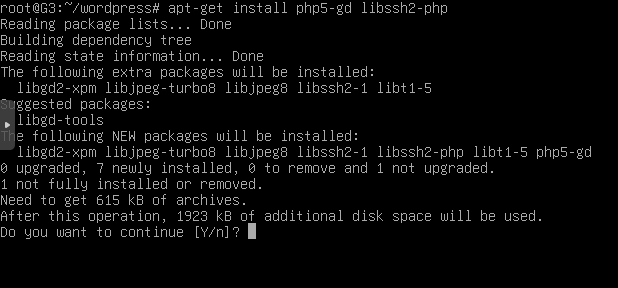 root@G3:~/wordpress# apt-get install php5-gd libssh2-php
Reading package lists... Done
Building dependency tree
Reading state information... Done
The following extra packages will be installed:
  libgd2-xpm libjpeg-turbo8 libjpeg8 libssh2-1 libt1-5
Suggested packages:
  libgd-tools
The following NEW packages will be installed:
  libgd2-xpm libjpeg-turbo8 libjpeg8 libssh2-1 libssh2-php libt1-5 php5-gd
0 upgraded, 7 newly installed, 0 to remove and 1 not upgraded.
1 not fully installed or removed.
Need to get 615 kB of archives.
After this operation, 1923 kB of additional disk space will be used.
Do you want to continue [Y/n]?